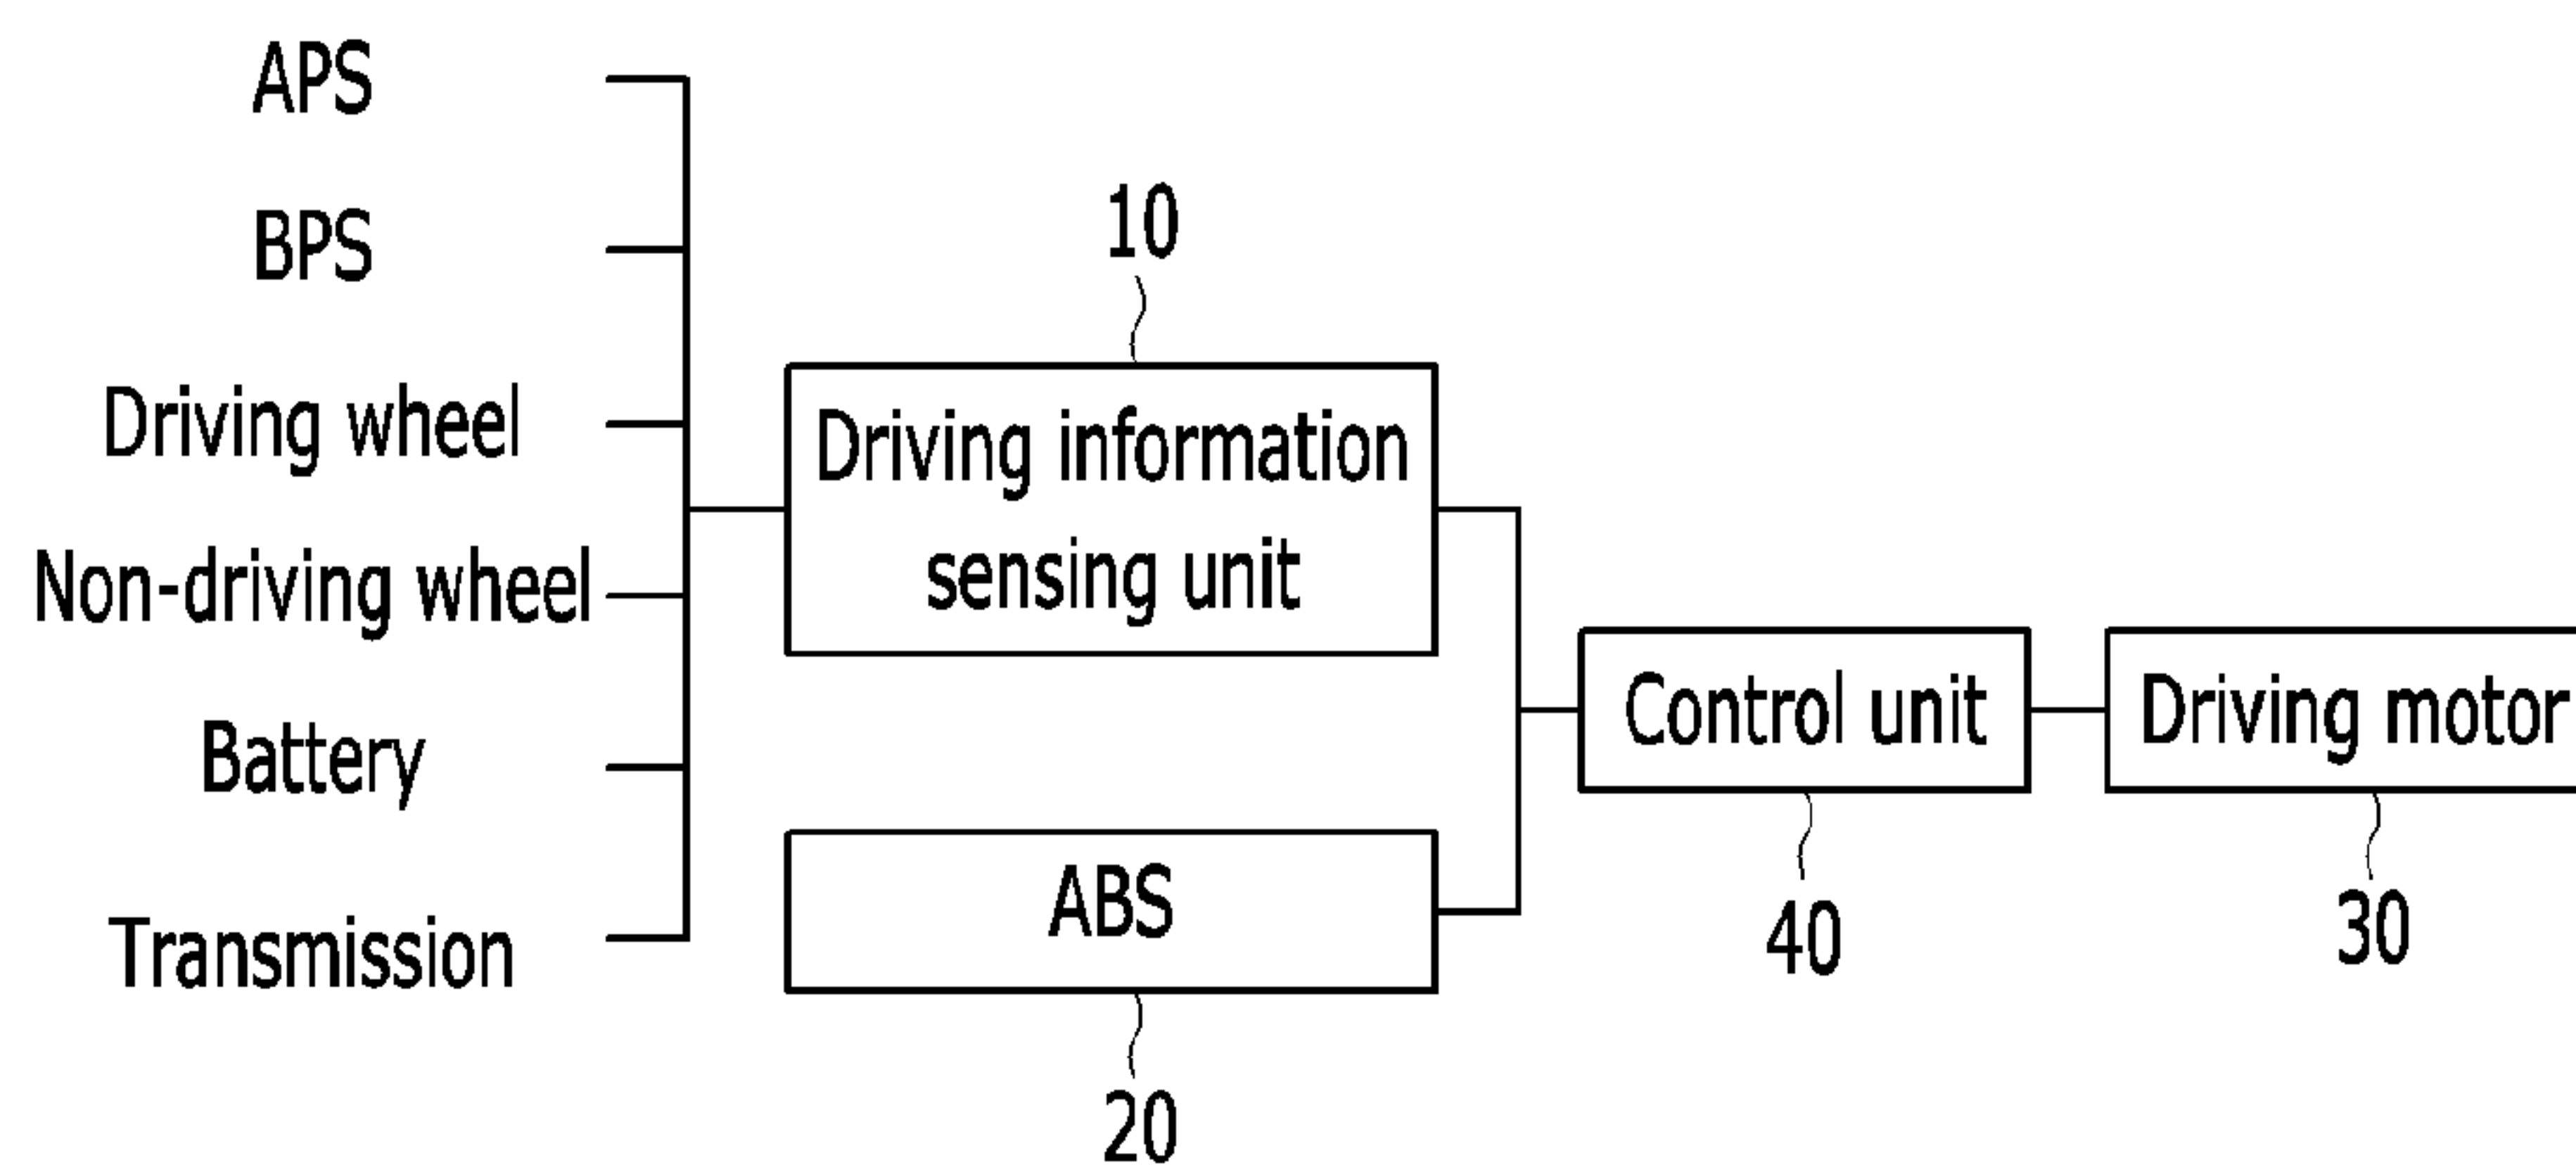 APS
BPS
Driving wheel
Non-driving wheel
Battery
Transmission
10
Driving information
sensing unit
ABS
20
Control unit
40
Driving motor
30